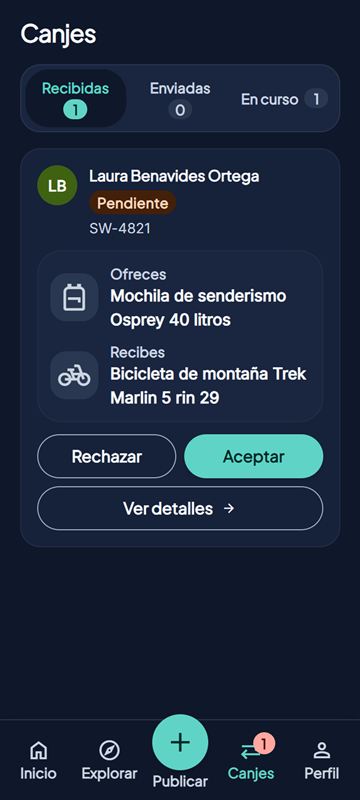 Canjes
Recibidas
1
Enviadas
0
En curso 1
LB
Laura Benavides Ortega
Pendiente
SW-4821
Ofreces
Mochila de senderismo
Osprey 40 litros
Recibes
Bicicleta de montaña Trek
Marlin 5 rin 29
Rechazar
Aceptar
Ver detalles →
1
Inicio
Explorar
Publicar
Canjes
Perfil